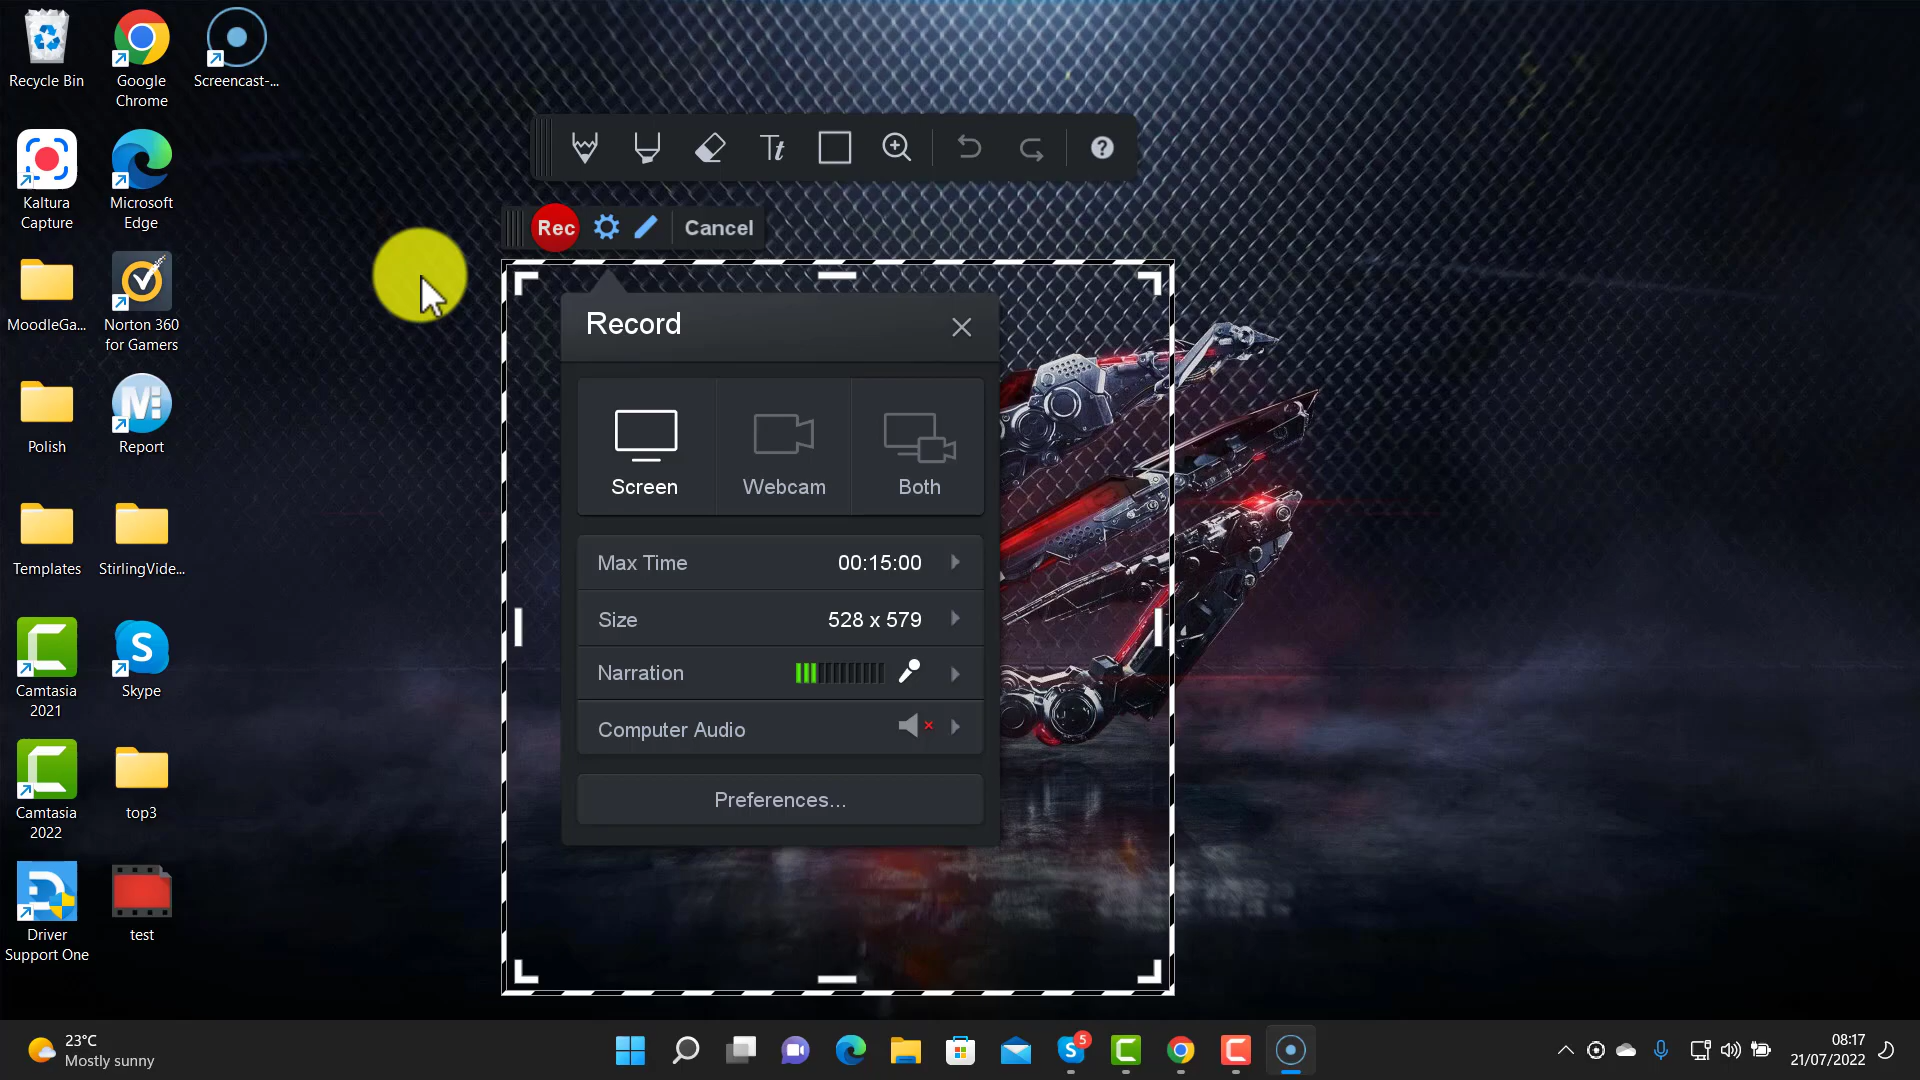 Recycle Bin
Google
Chrome
Screencast-...
Kaltura
Capture
Microsoft
Edge
MoodleGa...
Norton 360
for Gamers
Polish
Report
Templates
StirlingVide...
Camtasia
2021
Skype
Camtasia
2022
top3
Driver
Support One
test
Tt
?
Rec
Cancel
Record
Screen
Webcam
Both
Max Time 00:15:00
Size 528 x 579
Narration
Computer Audio
Preferences...
23°C
Mostly sunny
5
08:17
21/07/2022